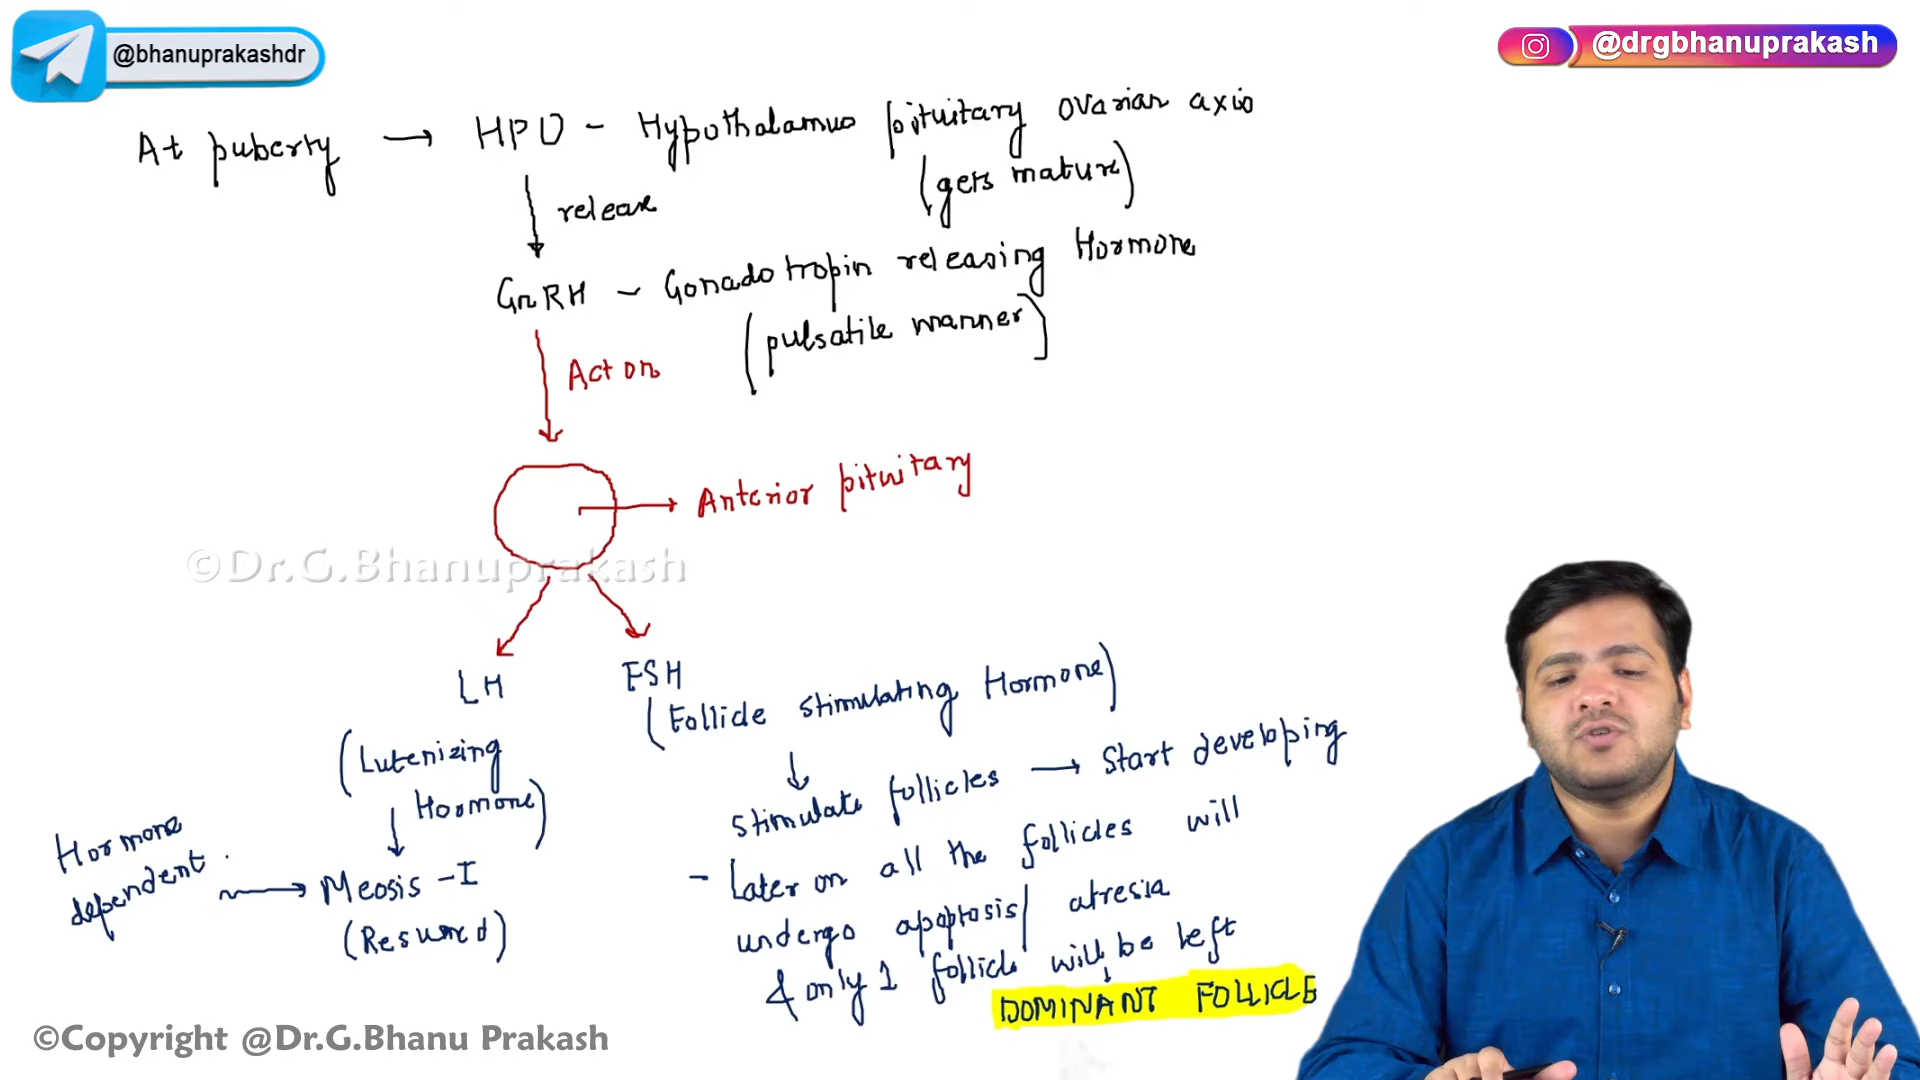 @bhanuprakashdr
@drgbhanuprakash
At puberty → HPO - Hypothalamus pituitary ovarian axis
(gets mature)
release
GnRH - Gonadotropin releasing Hormone
(pulsatile manner)
Act on
Anterior pituitary
©Dr.G.Bhanuprakash
LH
FSH
(Follicle stimulating Hormone)
(Lutenizing
Hormone)
stimulate follicles → Start developing
Hormone
dependent
Meosis - I
(Resumed)
- Later on all the follicles will
undergo apoptosis/ atresia
& only 1 follicle will be left
DOMINANT FOLLICLE
©Copyright @Dr.G.Bhanu Prakash